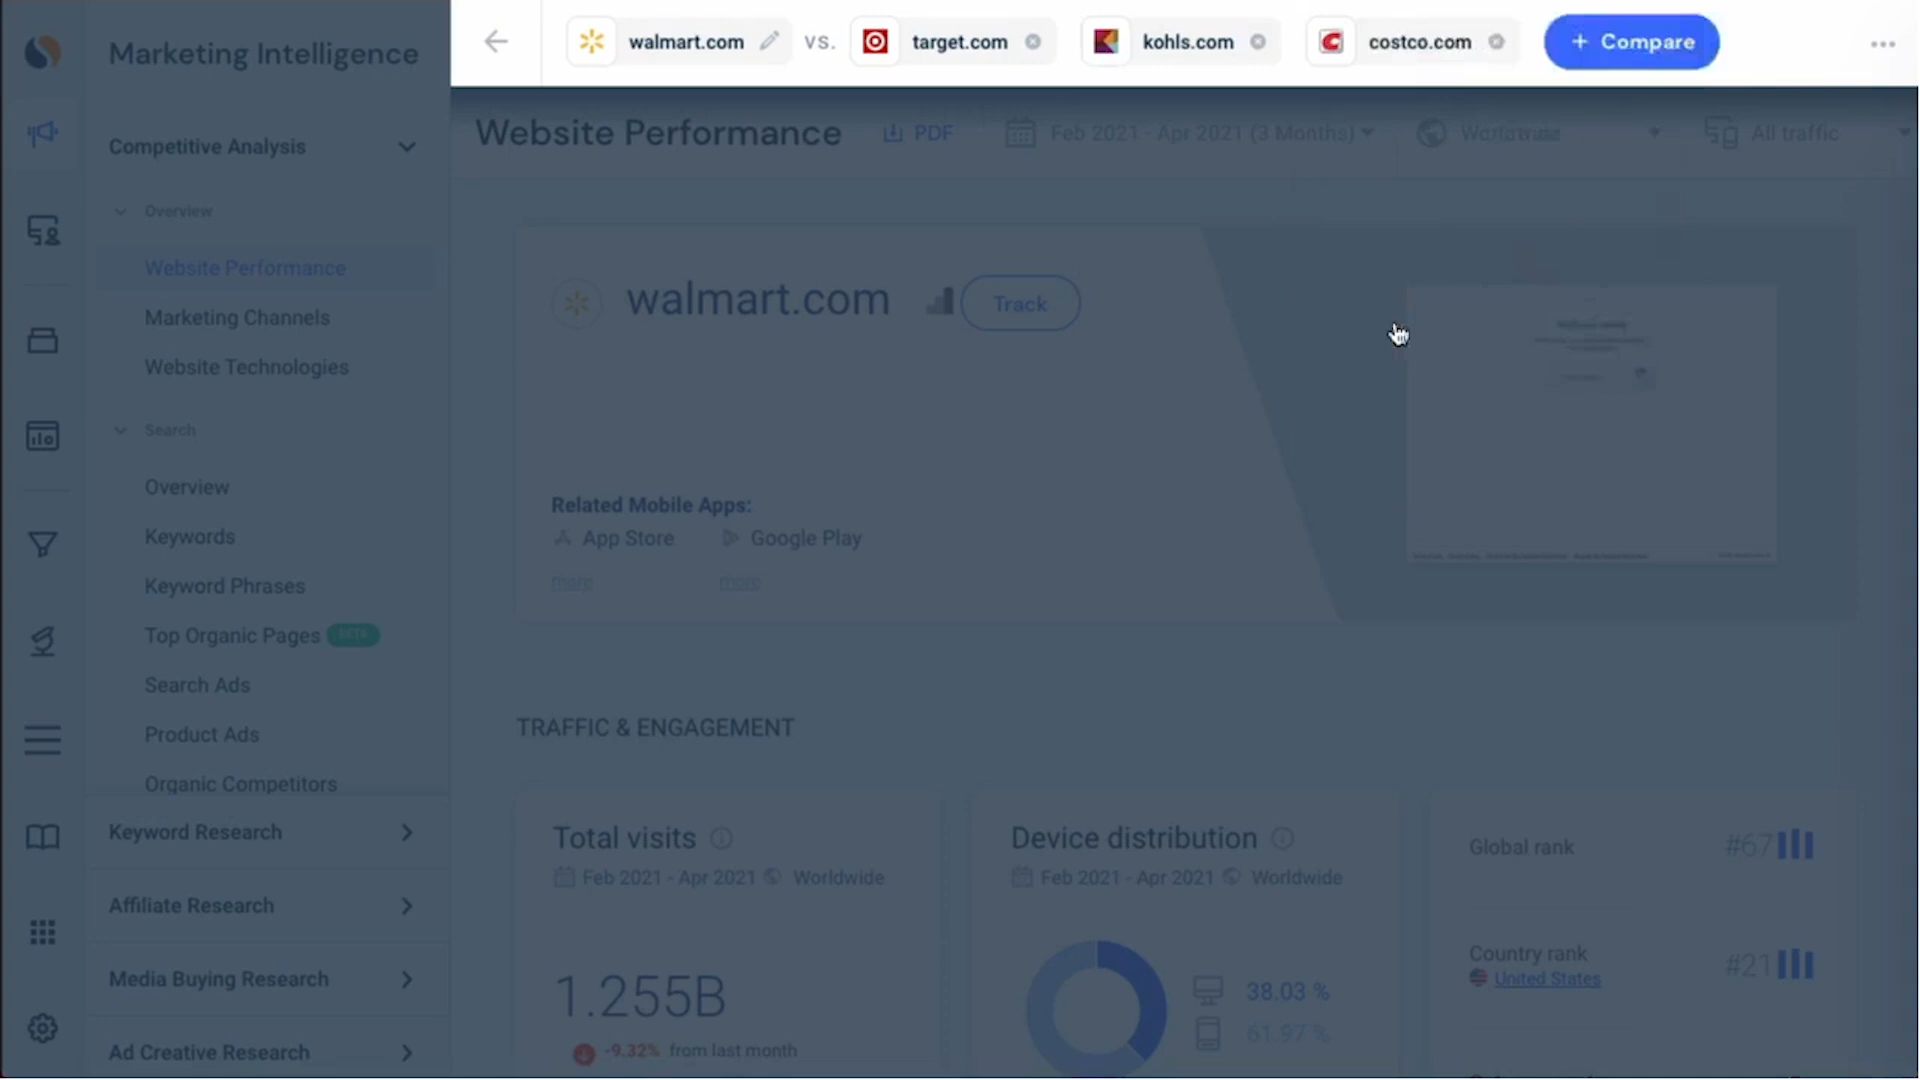 walmart.com vs. target.com kohls.com costco.com + Compare
Marketing Intelligence
Competitive Analysis
Overview
Website Performance
Marketing Channels
Website Technologies
Search
Overview
Keywords
Keyword Phrases
Top Organic Pages BETA
Search Ads
Product Ads
Organic Competitors
Keyword Research
Affiliate Research
Media Buying Research
Ad Creative Research
Website Performance PDF Feb 2021 - Apr 2021 (3 Months) Worldwide All traffic
walmart.com Track
Related Mobile Apps:
App Store Google Play
more more
TRAFFIC & ENGAGEMENT
Total visits
Feb 2021 - Apr 2021 Worldwide
1.255B
-9.32% from last month
Device distribution
Feb 2021 - Apr 2021 Worldwide
38.03 %
61.97 %
Global rank #67
Country rank #21
United States